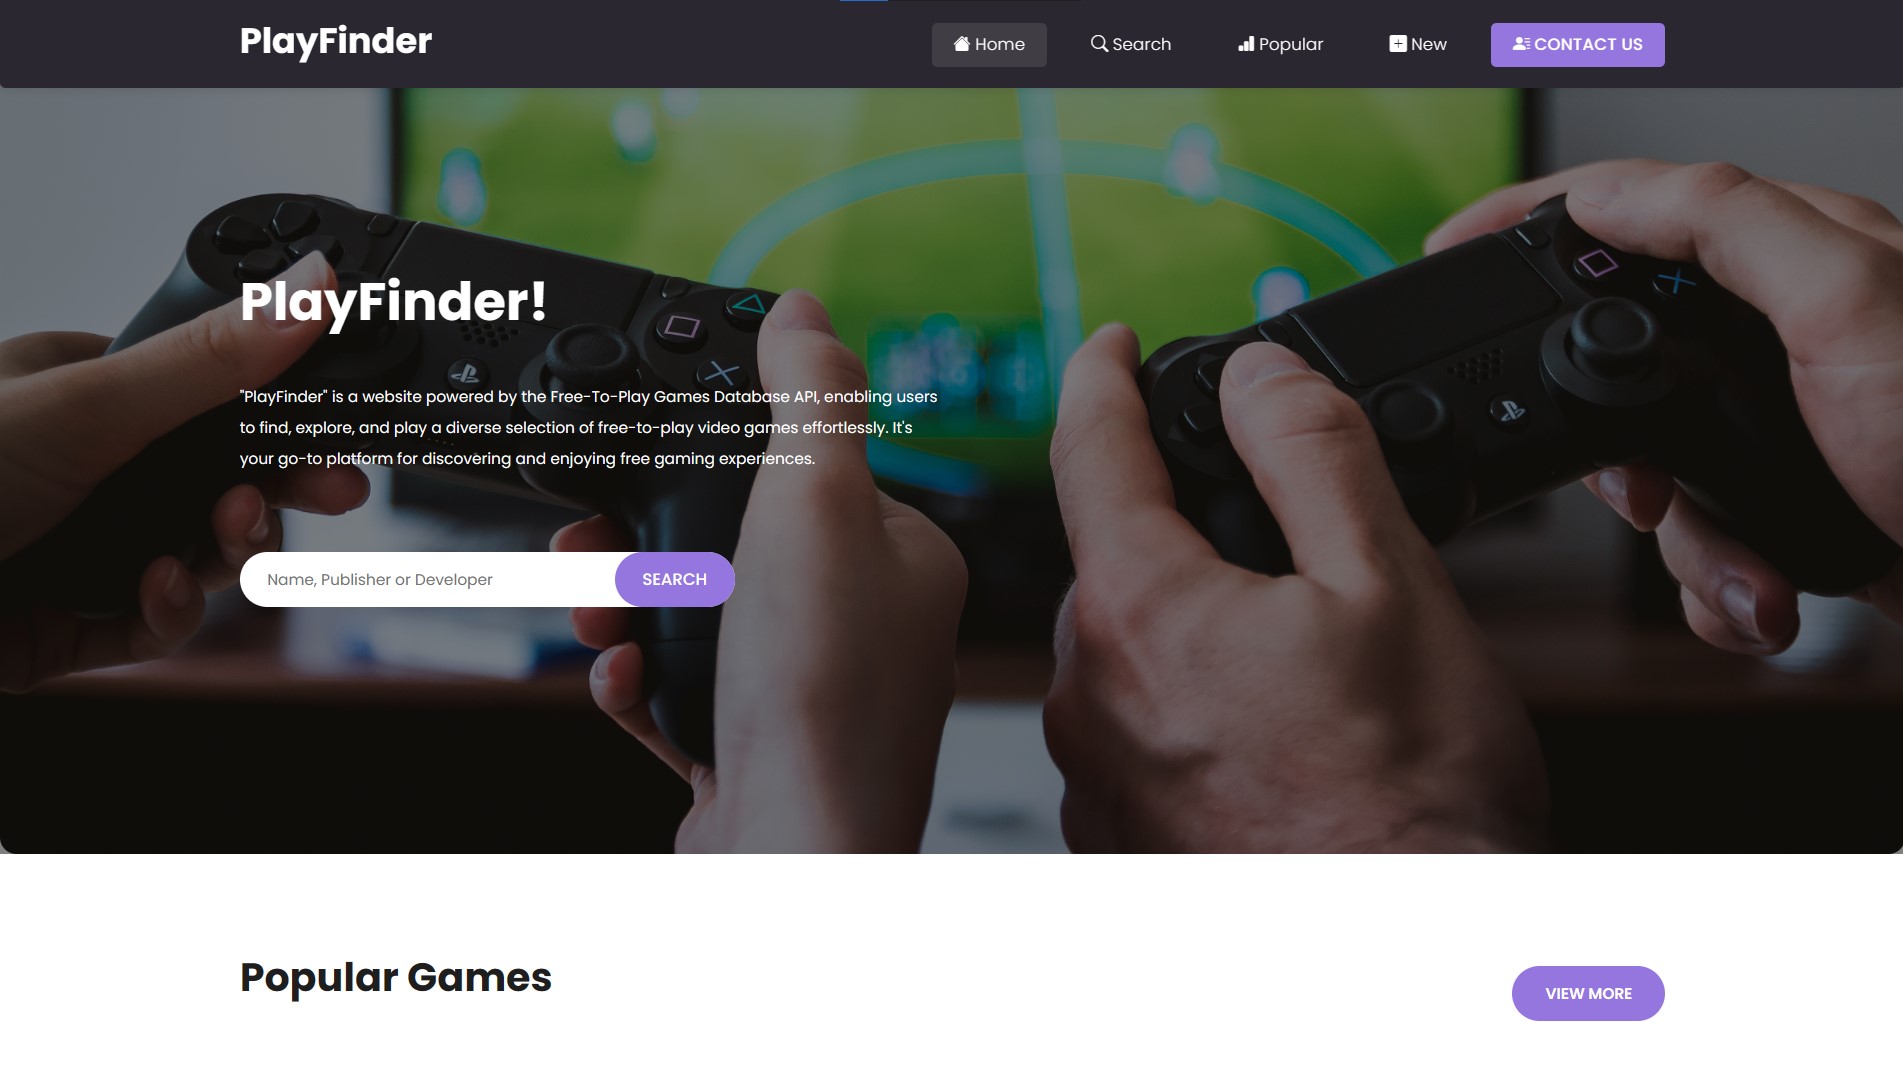 PlayFinder
Home
Search
Popular
New
CONTACT US
PlayFinder!
"PlayFinder" is a website powered by the Free-To-Play Games Database API, enabling users
to find, explore, and play a diverse selection of free-to-play video games effortlessly. It's
your go-to platform for discovering and enjoying free gaming experiences.
Name, Publisher or Developer
SEARCH
Popular Games
VIEW MORE